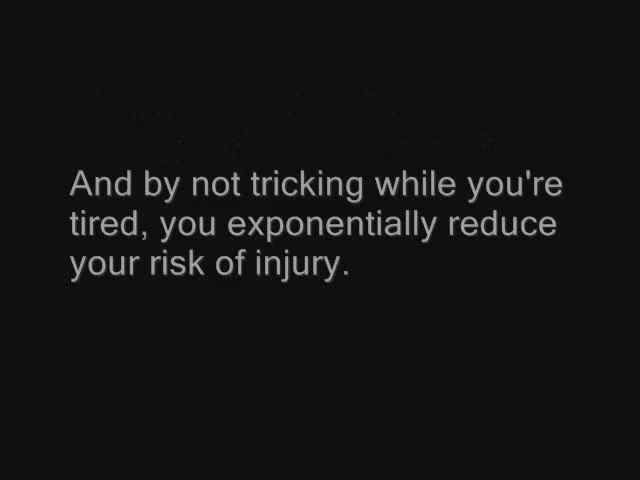 And by not tricking while you're
tired, you exponentially reduce
your risk of injury.